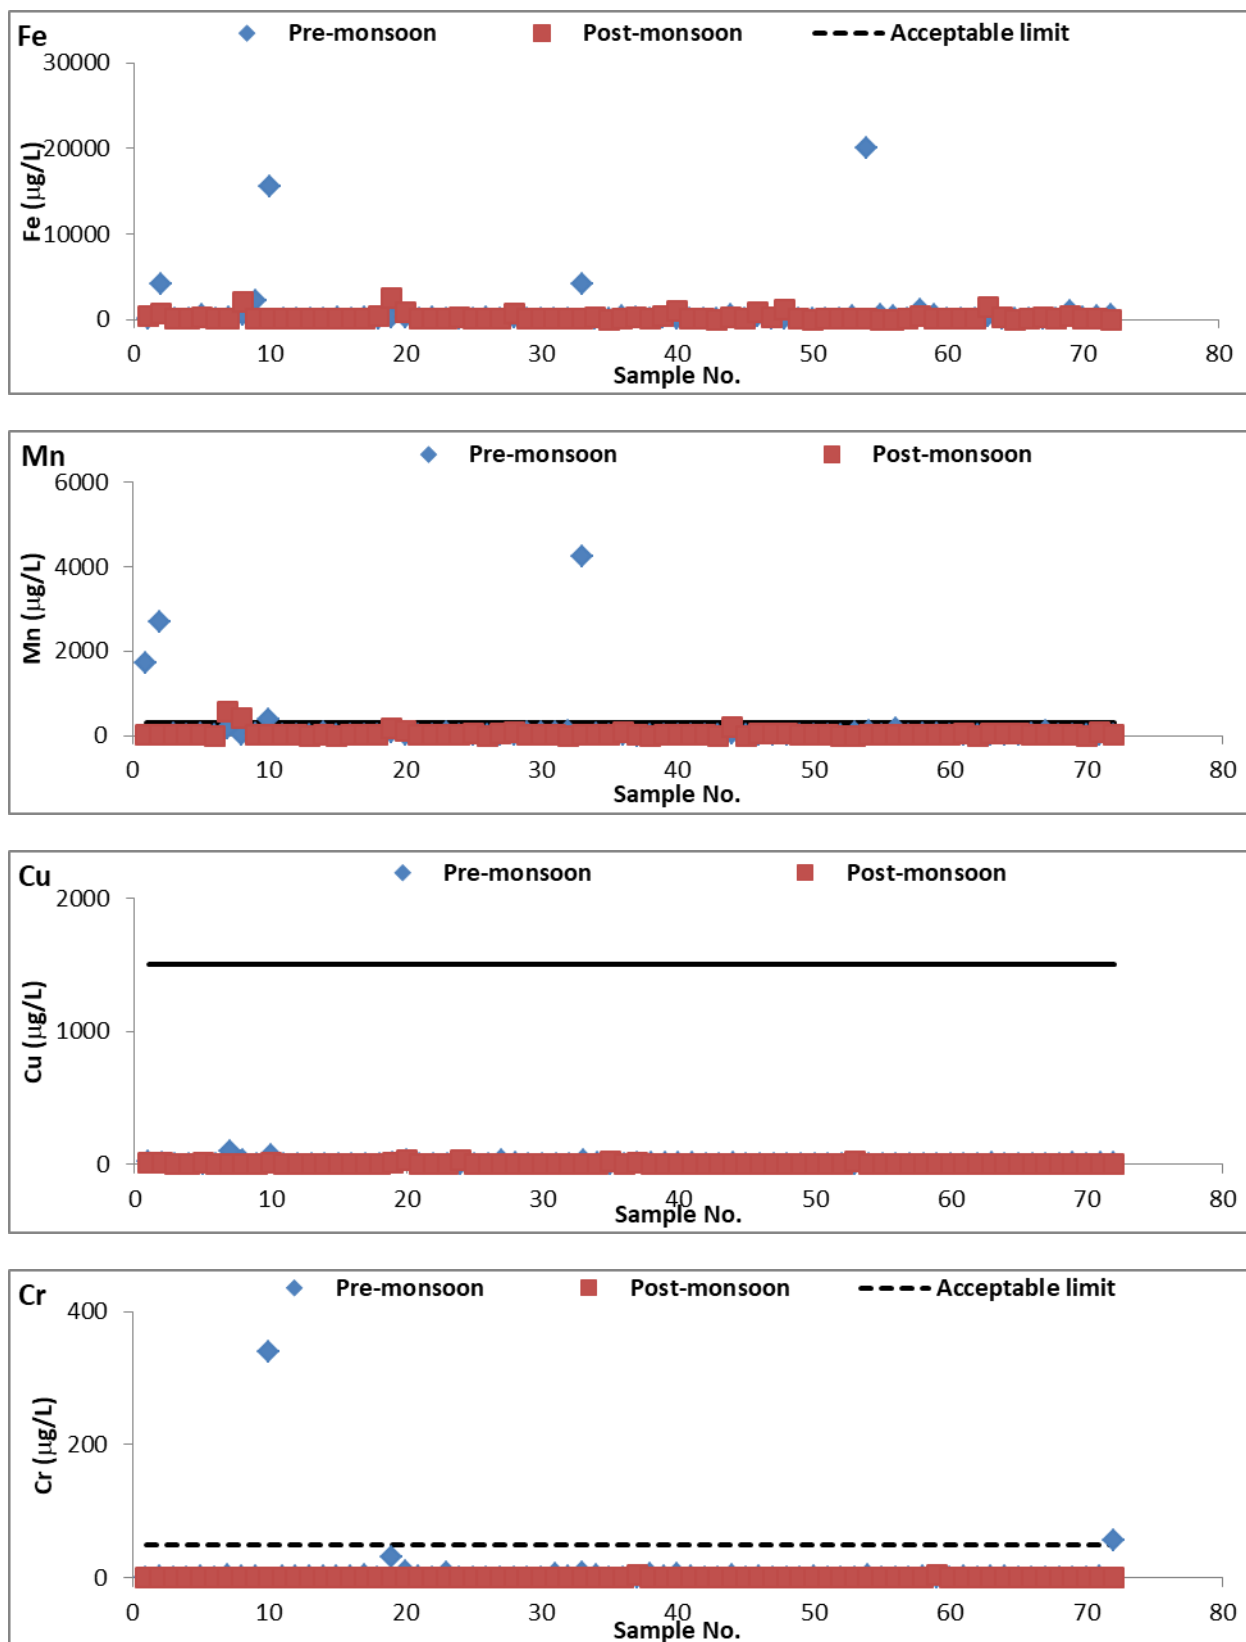 Fe
Pre-monsoon Post-monsoon Acceptable limit
30000
20000
10000
0
Fe (µg/L)
0 10 20 30 40 50 60 70 80
Sample No.
Mn
Pre-monsoon Post-monsoon
6000
4000
2000
0
Mn (µg/L)
0 10 20 30 40 50 60 70 80
Sample No.
Cu
Pre-monsoon Post-monsoon
2000
1000
0
Cu (µg/L)
0 10 20 30 40 50 60 70 80
Sample No.
Cr
Pre-monsoon Post-monsoon Acceptable limit
400
200
0
Cr (µg/L)
0 10 20 30 40 50 60 70 80
Sample No.